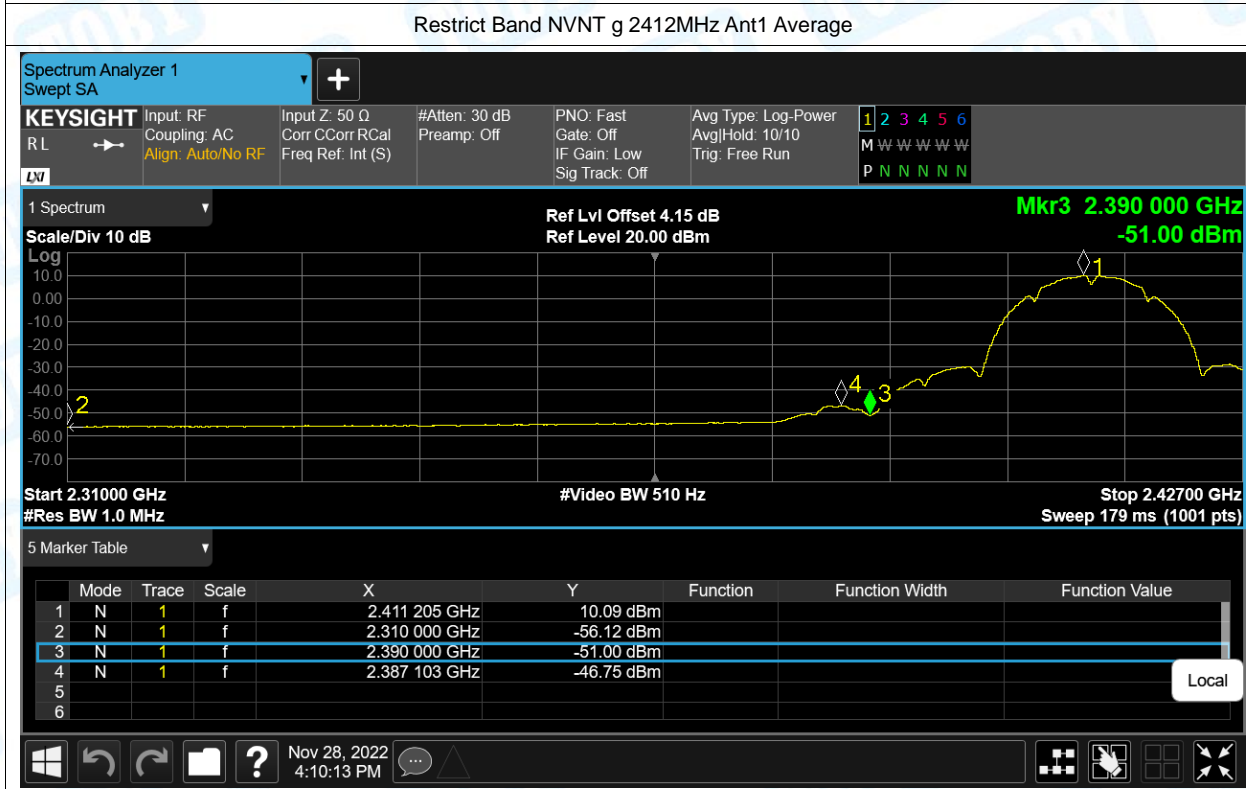 Restrict Band NVNT g 2412MHz Ant1 Average
Spectrum Analyzer 1
Swept SA
+
KEYSIGHT
R L
LXI
Input: RF
Coupling: AC
Align: Auto/No RF
Input Z: 50 Ω
Corr CCorr RCal
Freq Ref: Int (S)
#Atten: 30 dB
Preamp: Off
PNO: Fast
Gate: Off
IF Gain: Low
Sig Track: Off
Avg Type: Log-Power
Avg|Hold: 10/10
Trig: Free Run
1 2 3 4 5 6
M W W W W W
P N N N N N
1 Spectrum
Scale/Div 10 dB
Ref Lvl Offset 4.15 dB
Ref Level 20.00 dBm
Mkr3 2.390 000 GHz
-51.00 dBm
Log
10.0
0.00
-10.0
-20.0
-30.0
-40.0
-50.0
-60.0
-70.0
1
2
4
3
Start 2.31000 GHz
#Res BW 1.0 MHz
#Video BW 510 Hz
Stop 2.42700 GHz
Sweep 179 ms (1001 pts)
5 Marker Table
Mode Trace Scale X Y Function Function Width Function Value
1 N 1 f 2.411 205 GHz 10.09 dBm
2 N 1 f 2.310 000 GHz -56.12 dBm
3 N 1 f 2.390 000 GHz -51.00 dBm
4 N 1 f 2.387 103 GHz -46.75 dBm
5
6
Local
?
Nov 28, 2022
4:10:13 PM